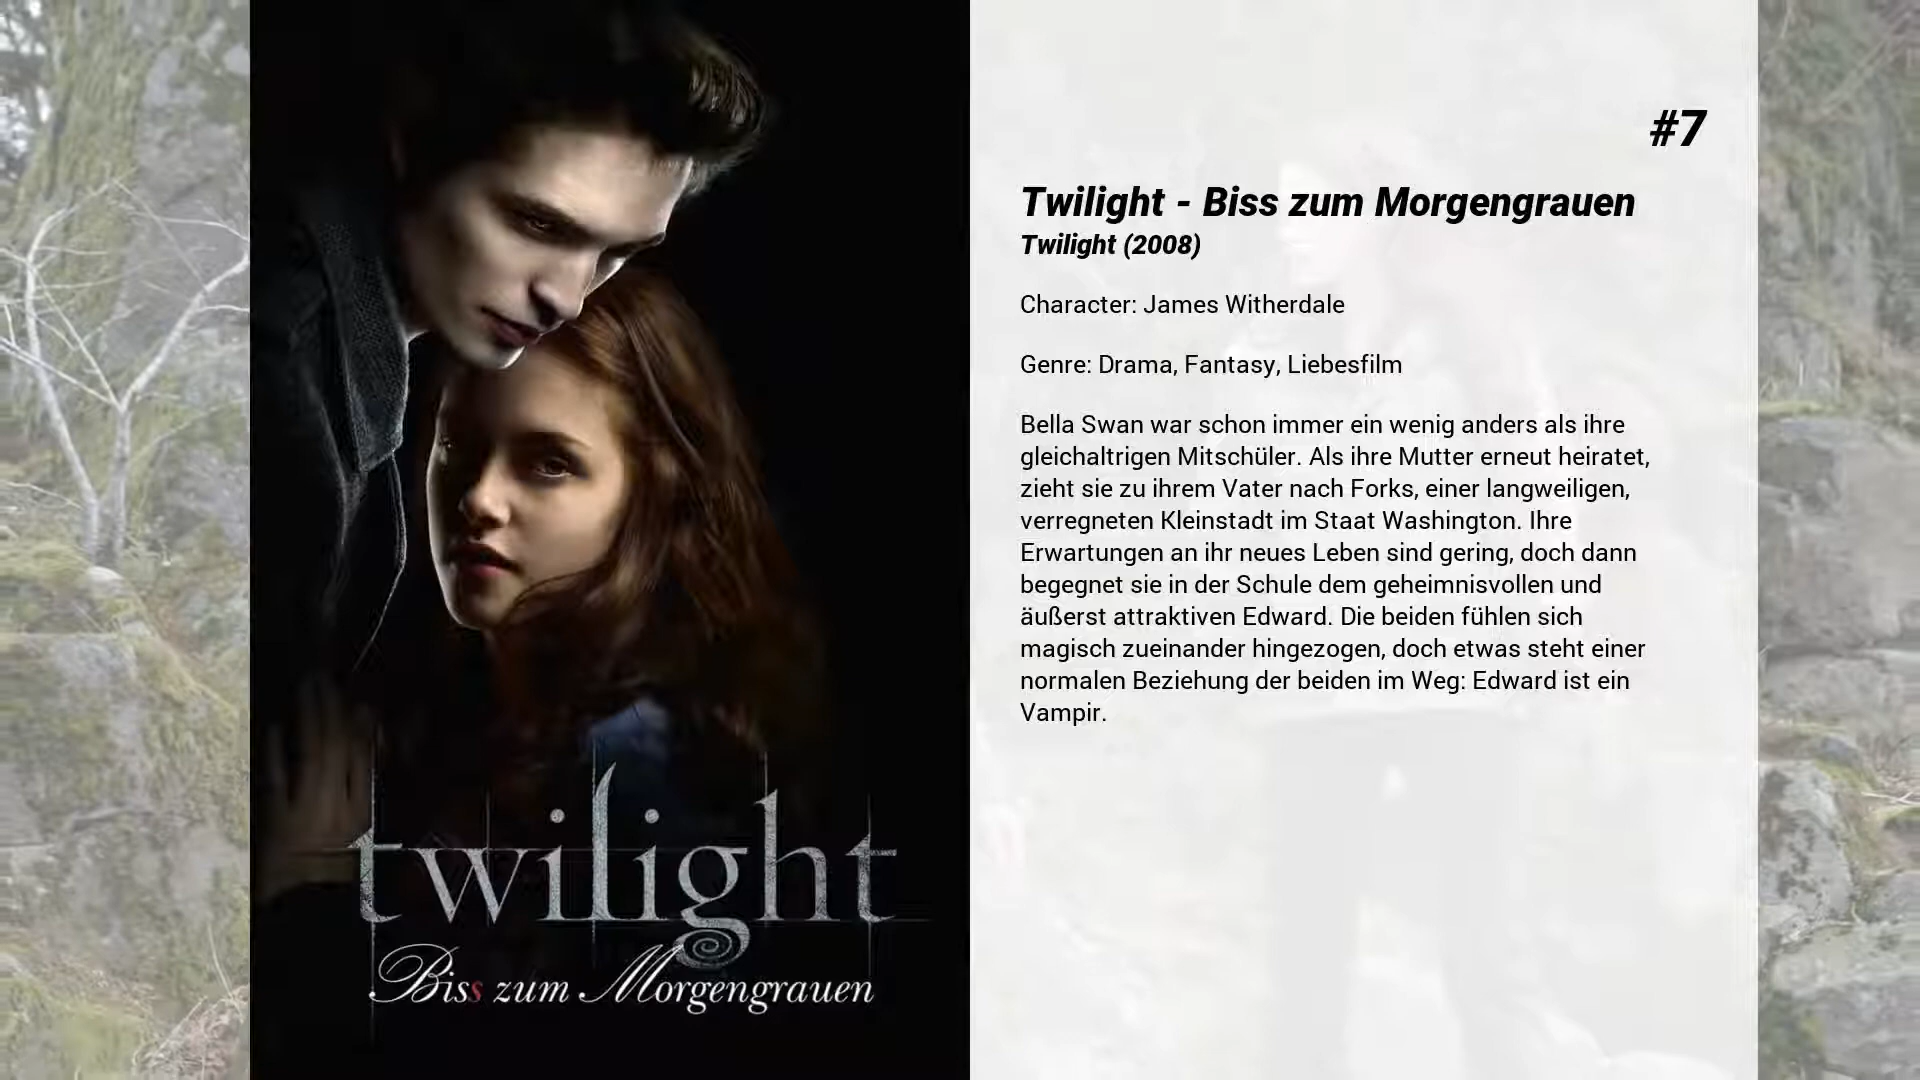 twilight
Biss zum Morgengrauen
#7
Twilight - Biss zum Morgengrauen
Twilight (2008)
Character: James Witherdale
Genre: Drama, Fantasy, Liebesfilm
Bella Swan war schon immer ein wenig anders als ihre
gleichaltrigen Mitschüler. Als ihre Mutter erneut heiratet,
zieht sie zu ihrem Vater nach Forks, einer langweiligen,
verregneten Kleinstadt im Staat Washington. Ihre
Erwartungen an ihr neues Leben sind gering, doch dann
begegnet sie in der Schule dem geheimnisvollen und
äußerst attraktiven Edward. Die beiden fühlen sich
magisch zueinander hingezogen, doch etwas steht einer
normalen Beziehung der beiden im Weg: Edward ist ein
Vampir.